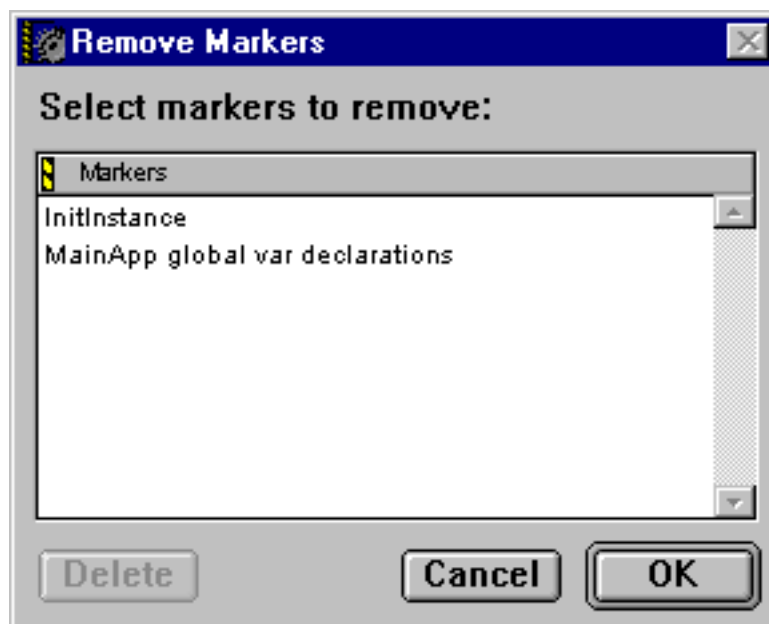 Remove Markers
Select markers to remove:
Markers
InitInstance
MainApp global var declarations
Delete
Cancel
OK